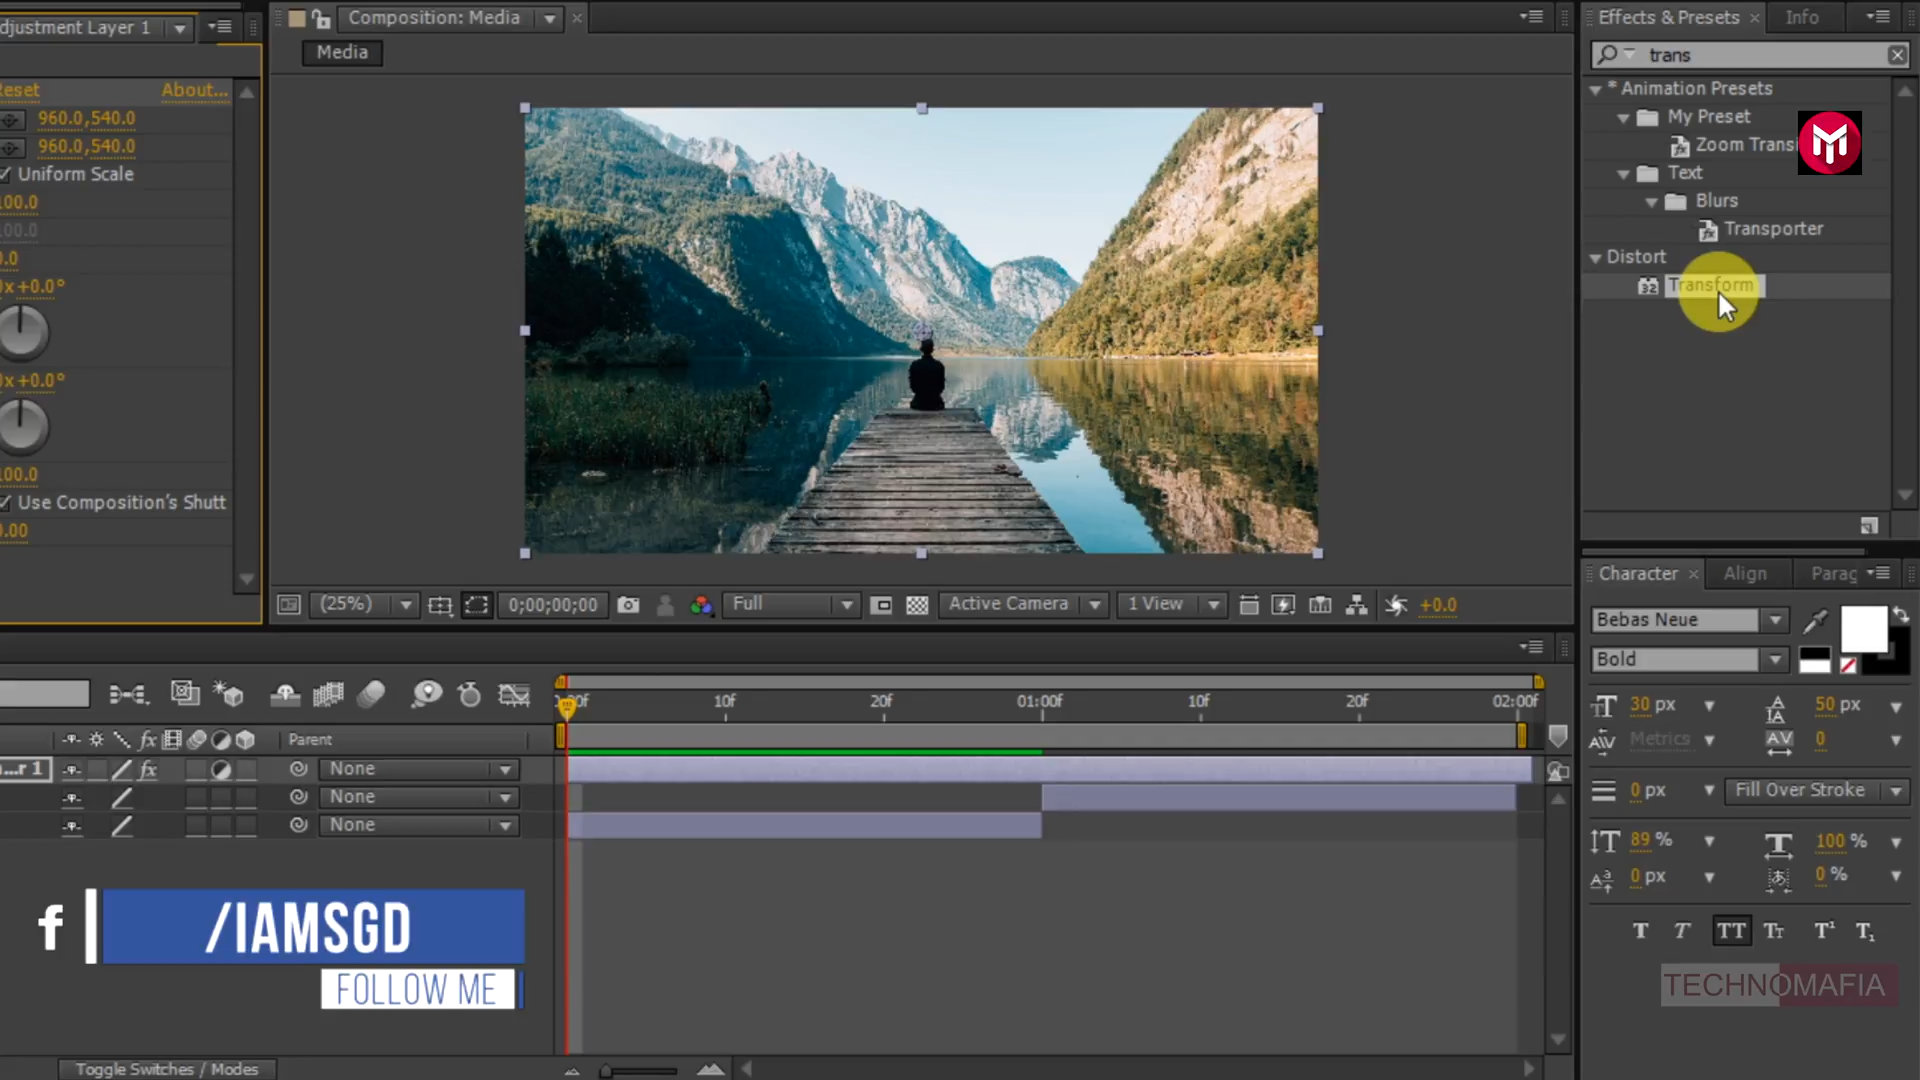 djustment Layer 1
Composition: Media
Effects & Presets
Info
Media
trans
Reset
About...
* Animation Presets
960.0,540.0
My Preset
960.0,540.0
Zoom Transi
Uniform Scale
Text
100.0
Blurs
100.0
Transporter
0.0
Distort
0x+0.0°
Transform
0x+0.0°
100.0
Use Composition's Shutt
0.00
Character
Align
Parag
(25%)
0;00;00;00
Full
Active Camera
1 View
+0.0
Bebas Neue
Bold
10f
20f
01:00f
10f
20f
02:00f
30 px
50 px
fx
Parent
Metrics
0
...r 1
fx
None
None
0 px
Fill Over Stroke
None
89 %
100 %
0 px
0 %
f
/IAMSGD
FOLLOW ME
TECHNOMAFIA
Toggle Switches / Modes